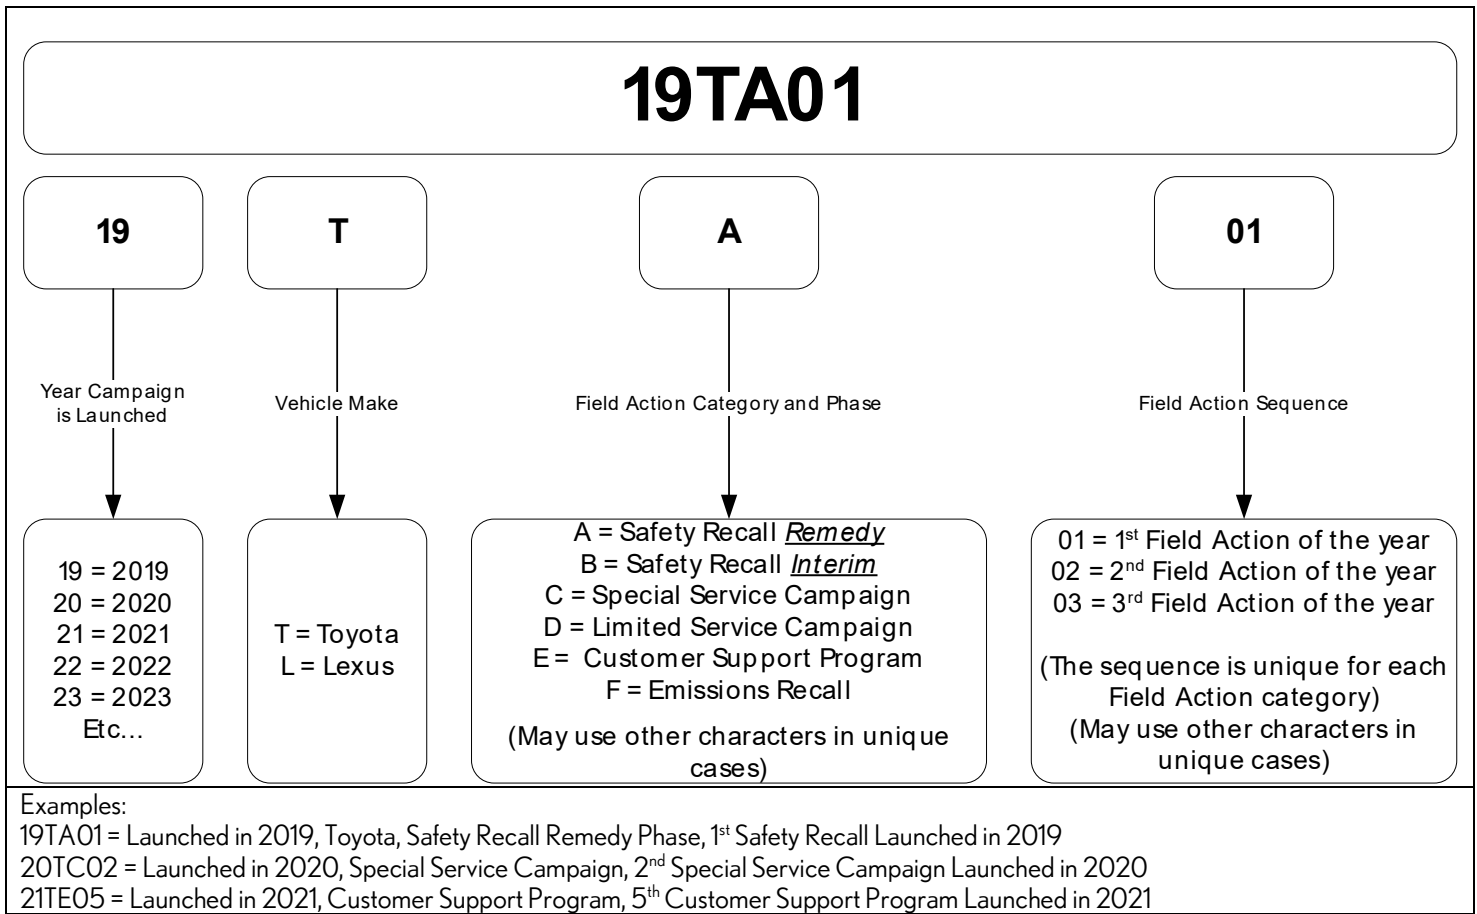 19TA01
19
T
A
01
Year Campaign
is Launched
Vehicle Make
Field Action Category and Phase
Field Action Sequence
19 = 2019
20 = 2020
21 = 2021
22 = 2022
23 = 2023
Etc...
T = Toyota
L = Lexus
A = Safety Recall Remedy
B = Safety Recall Interim
C = Special Service Campaign
D = Limited Service Campaign
E = Customer Support Program
F = Emissions Recall
(May use other characters in unique
cases)
01 = 1st Field Action of the year
02 = 2nd Field Action of the year
03 = 3rd Field Action of the year
(The sequence is unique for each
Field Action category)
(May use other characters in
unique cases)
Examples:
19TA01 = Launched in 2019, Toyota, Safety Recall Remedy Phase, 1st Safety Recall Launched in 2019
20TC02 = Launched in 2020, Special Service Campaign, 2nd Special Service Campaign Launched in 2020
21TE05 = Launched in 2021, Customer Support Program, 5th Customer Support Program Launched in 2021